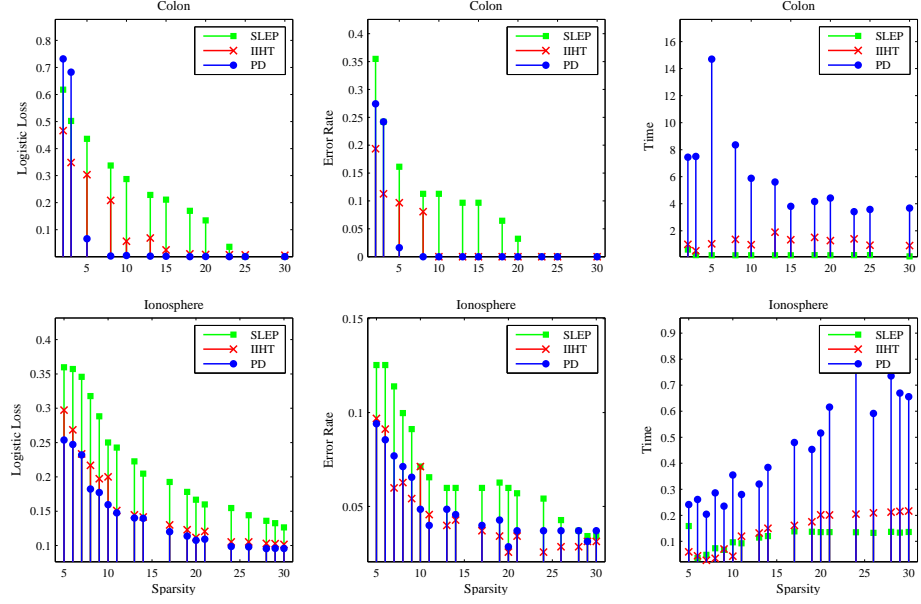 Colon
Colon
Colon
Logistic Loss
0.8
0.7
0.6
0.5
0.4
0.3
0.2
0.1
5
10
15
20
25
30
SLEP
IIHT
PD
Error Rate
0.4
0.35
0.3
0.25
0.2
0.15
0.1
0.05
0
5
10
15
20
25
30
SLEP
IIHT
PD
Time
16
14
12
10
8
6
4
2
5
10
15
20
25
30
SLEP
IIHT
PD
Ionosphere
Ionosphere
Ionosphere
Logistic Loss
0.4
0.35
0.3
0.25
0.2
0.15
0.1
5
10
15
20
25
30
Sparsity
SLEP
IIHT
PD
Error Rate
0.15
0.1
0.05
5
10
15
20
25
30
Sparsity
SLEP
IIHT
PD
Time
0.9
0.8
0.7
0.6
0.5
0.4
0.3
0.2
0.1
5
10
15
20
25
30
Sparsity
SLEP
IIHT
PD